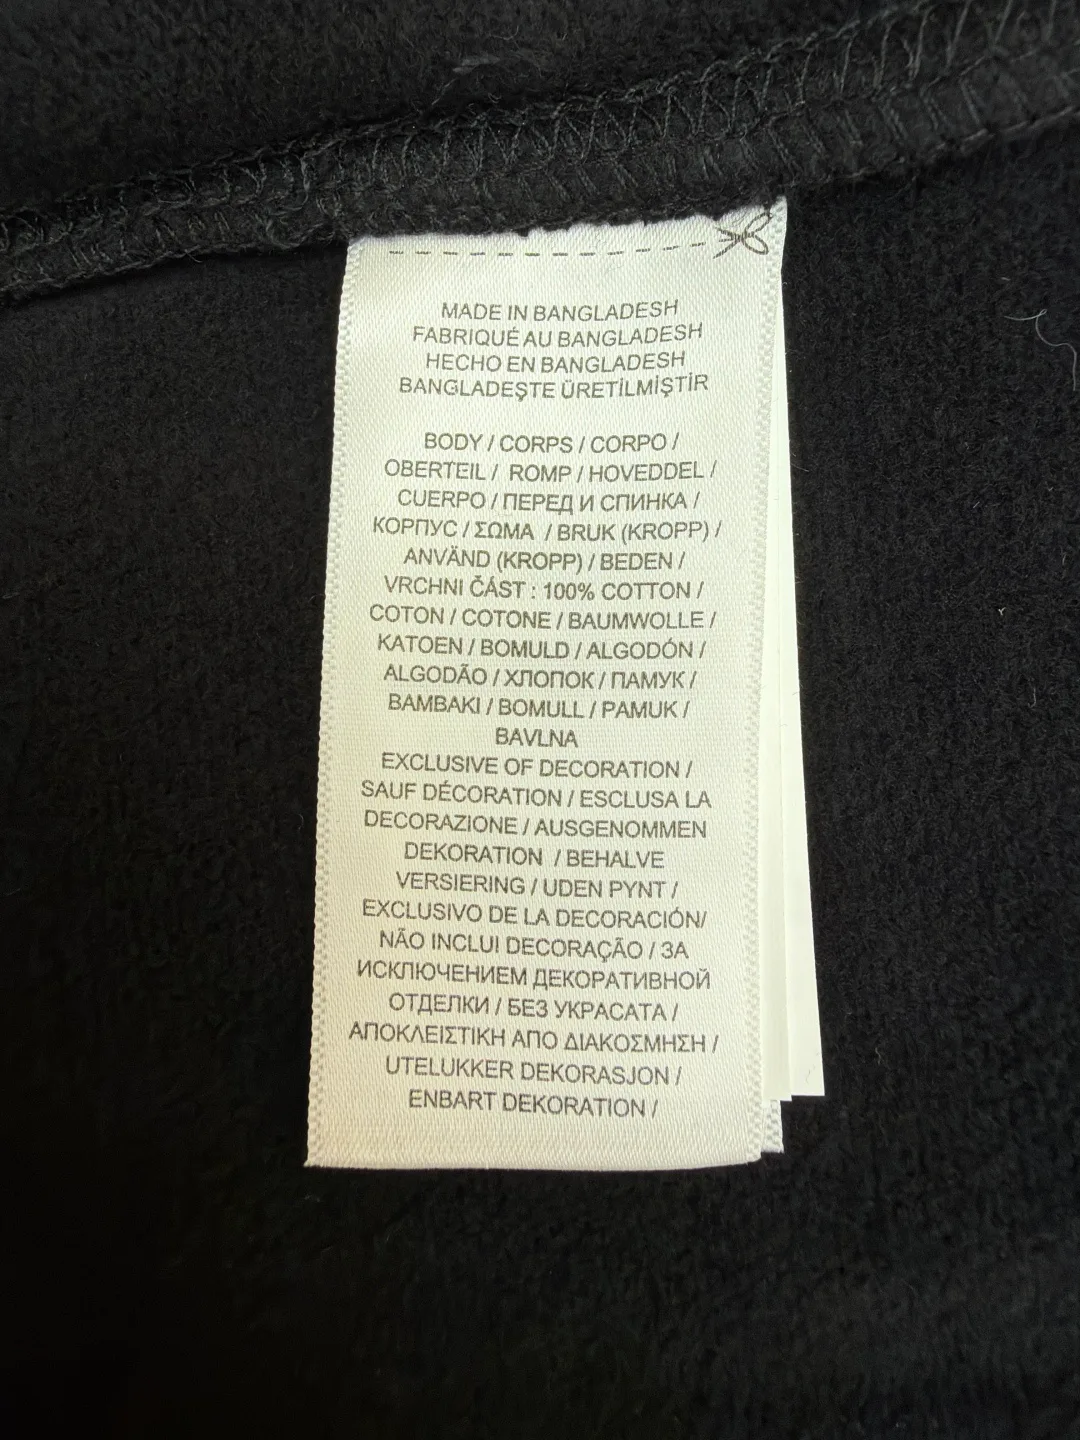 MADE IN BANGLADESH
FABRIQUÉ AU BANGLADESH
HECHO EN BANGLADESH
BANGLADEŞTE ÜRETİLMİŞTİR
BODY / CORPS / CORPO /
OBERTEIL / ROMP / HOVEDDEL /
CUERPO / ПЕРЕД И СПИНКА /
КОРПУС / ΣΩΜΑ / BRUK (KROPP) /
ANVÄND (KROPP) / BEDEN /
VRCHNI ČÁST : 100% COTTON /
COTON / COTONE / BAUMWOLLE /
KATOEN / BOMULD / ALGODÓN /
ALGODÃO / ХЛОПОК / ПАМУК /
BAMBAKI / BOMULL / PAMUK /
BAVLNA
EXCLUSIVE OF DECORATION /
SAUF DÉCORATION / ESCLUSA LA
DECORAZIONE / AUSGENOMMEN
DEKORATION / BEHALVE
VERSIERING / UDEN PYNT /
EXCLUSIVO DE LA DECORACIÓN/
NÃO INCLUI DECORAÇÃO / ЗА
ИСКЛЮЧЕНИЕМ ДЕКОРАТИВНОЙ
ОТДЕЛКИ / БЕЗ УКРАСАТА /
ΑΠΟΚΛΕΙΣΤΙΚΗ ΑΠΟ ΔΙΑΚΟΣΜΗΣΗ /
UTELUKKER DEKORASJON /
ENBART DEKORATION /